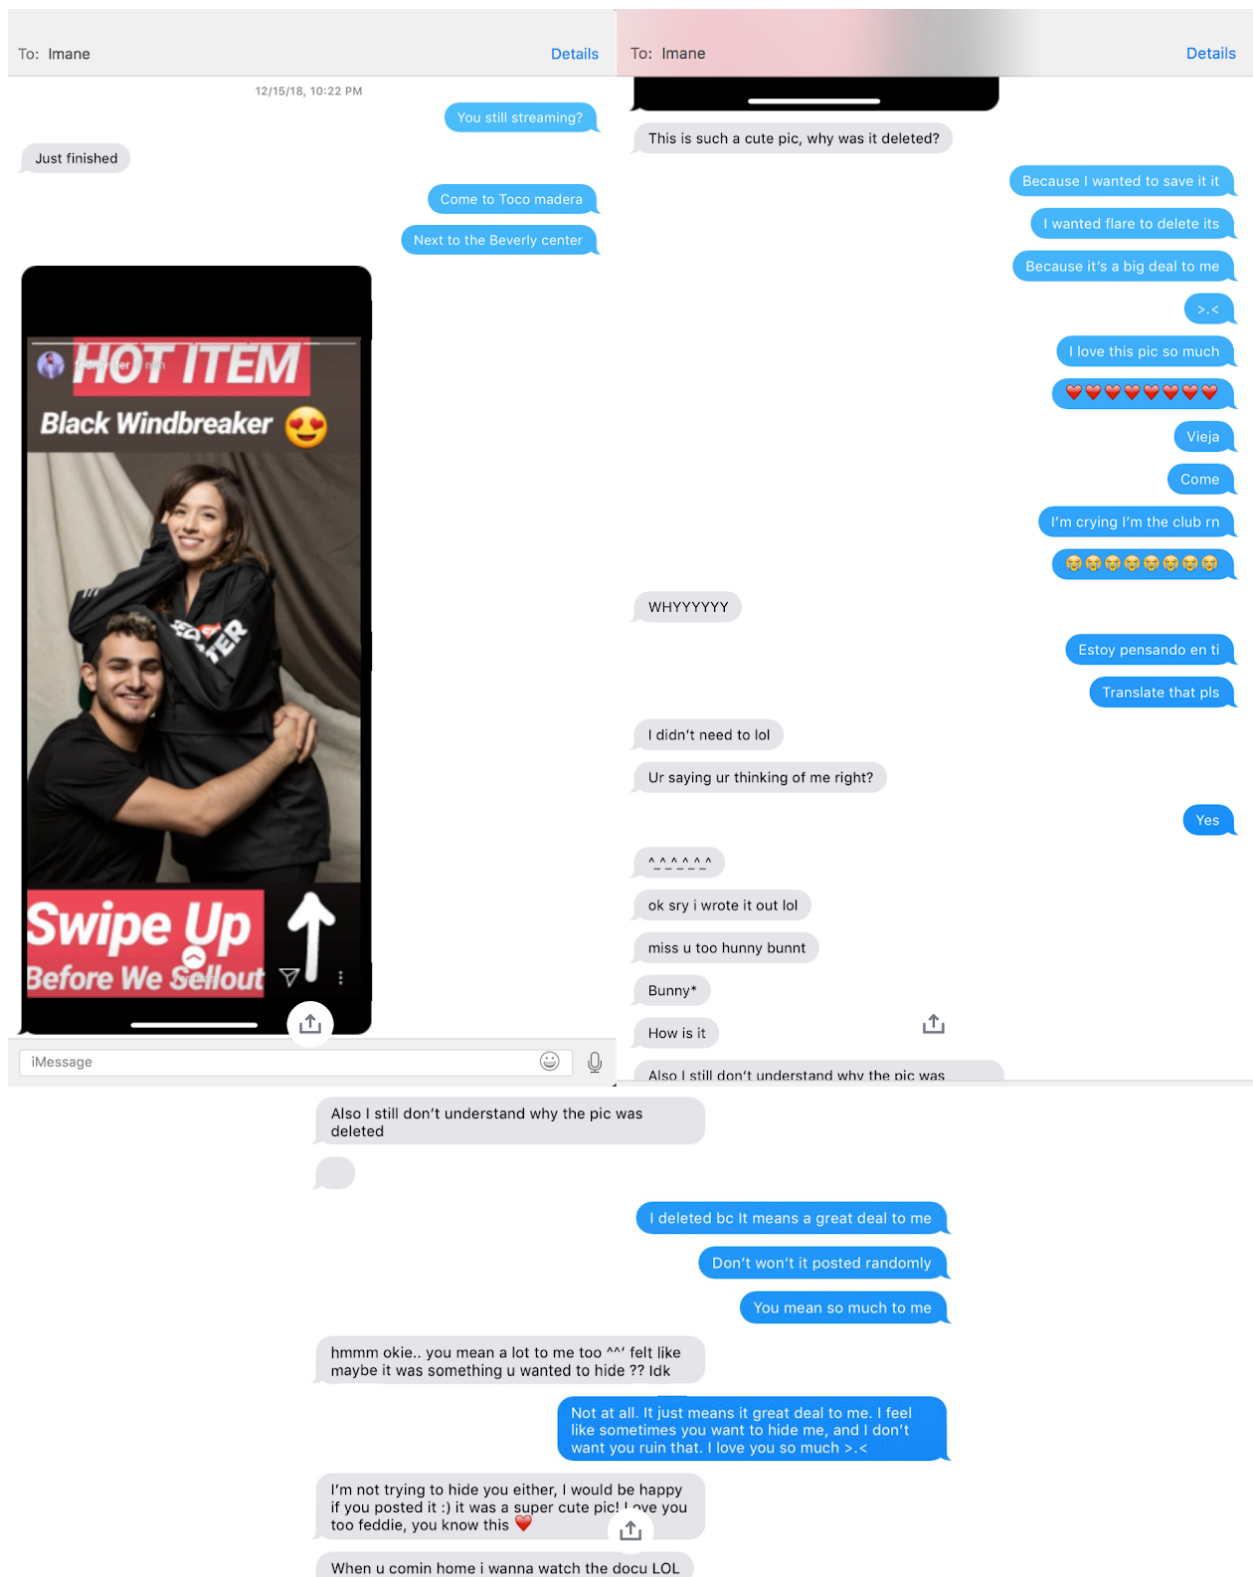 To: Imane
Details
12/15/18, 10:22 PM
You still streaming?
Just finished
Come to Toco madera
Next to the Beverly center
HOT ITEM
Black Windbreaker 😍
Swipe Up
Before We Sellout
iMessage
To: Imane
Details
This is such a cute pic, why was it deleted?
Because I wanted to save it it
I wanted flare to delete its
Because it's a big deal to me
>.<
I love this pic so much
❤️❤️❤️❤️❤️❤️❤️❤️
Vieja
Come
I'm crying I'm the club rn
😭😭😭😭😭😭😭😭
WHYYYYYY
Estoy pensando en ti
Translate that pls
I didn't need to lol
Ur saying ur thinking of me right?
Yes
^_^_^_^_^_^
ok sry i wrote it out lol
miss u too hunny bunnt
Bunny*
How is it
Also I still don't understand why the pic was
Also I still don't understand why the pic was
deleted
I deleted bc It means a great deal to me
Don't won't it posted randomly
You mean so much to me
hmmm okie.. you mean a lot to me too ^^' felt like
maybe it was something u wanted to hide ?? Idk
Not at all. It just means it great deal to me. I feel
like sometimes you want to hide me, and I don't
want you ruin that. I love you so much >.<
I'm not trying to hide you either, I would be happy
if you posted it :) it was a super cute pic! Love you
too feddie, you know this ❤️
When u comin home i wanna watch the docu LOL